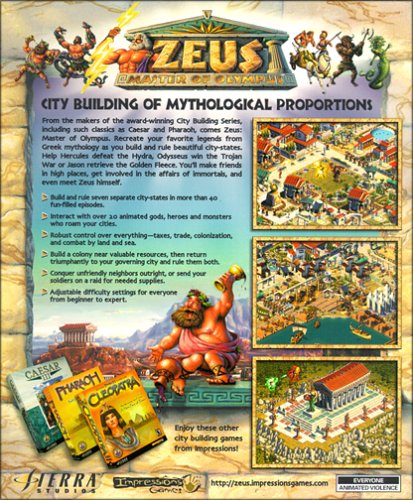 ZEUS
MASTER OF OLYMPUS
CITY BUILDING OF MYTHOLOGICAL PROPORTIONS
From the makers of the award-winning City Building Series,
including such classics as Caesar and Pharaoh, comes Zeus:
Master of Olympus. Recreate your favorite legends from
Greek mythology as you build and rule beautiful city-states.
Help Hercules defeat the Hydra, Odysseus win the Trojan
War or Jason retrieve the Golden Fleece. You'll make friends
in high places, get involved in the affairs of immortals, and
even meet Zeus himself.
Build and rule seven separate city-states in more than 40
fun-filled episodes.
Interact with over 20 animated gods, heroes and monsters
who roam your cities.
Robust control over everything—taxes, trade, colonization,
and combat by land and sea.
Build a colony near valuable resources, then return
triumphantly to your governing city and rule them both.
Conquer unfriendly neighbors outright, or send your
soldiers on a raid for needed supplies.
Adjustable difficulty settings for everyone
from beginner to expert.
CAESAR
III
PHARAOH
CLEOPATRA
Enjoy these other
city building games
from Impressions!
SIERRA
STUDIOS
Impressions
Games
http://zeus.impressionsgames.com
EVERYONE
ANIMATED VIOLENCE